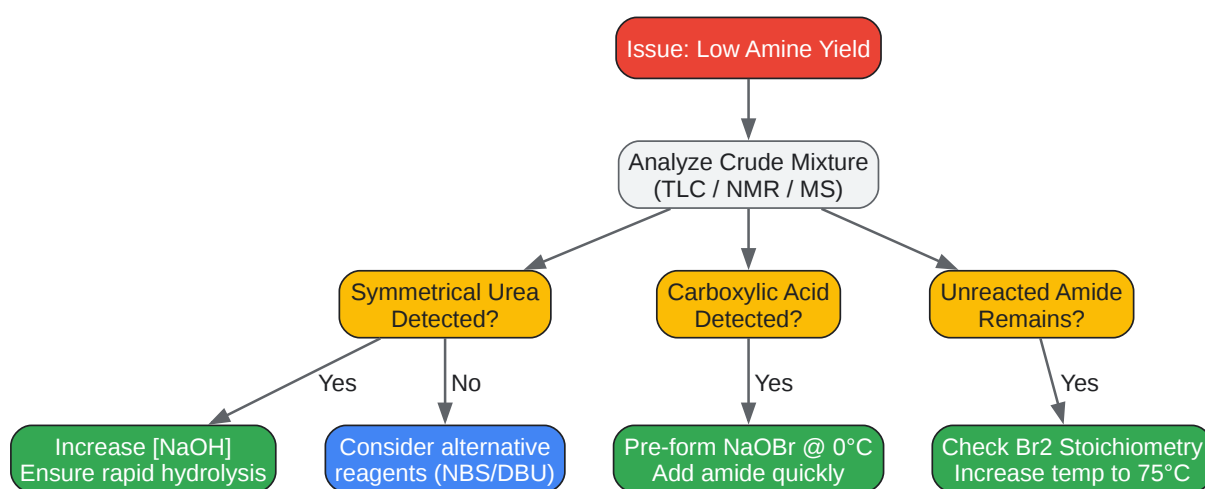 Issue: Low Amine Yield
Analyze Crude Mixture
(TLC / NMR / MS)
Symmetrical Urea
Detected?
Carboxylic Acid
Detected?
Unreacted Amide
Remains?
Yes
No
Yes
Yes
Increase [NaOH]
Ensure rapid hydrolysis
Consider alternative
reagents (NBS/DBU)
Pre-form NaOBr @ 0°C
Add amide quickly
Check Br2 Stoichiometry
Increase temp to 75°C